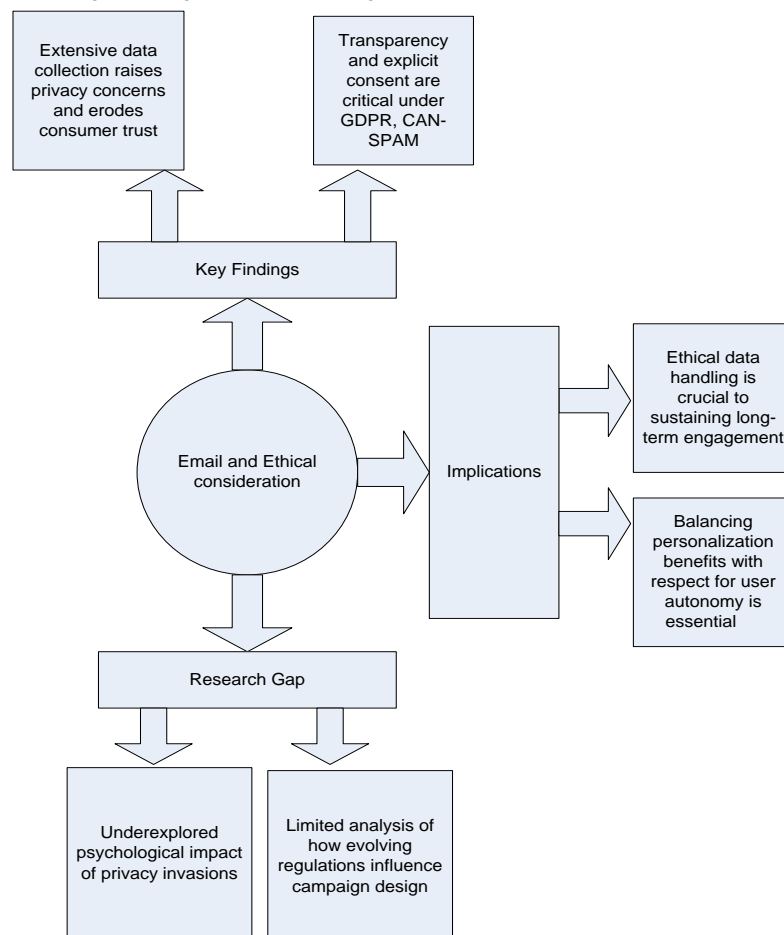 Extensive data
collection raises
privacy concerns
and erodes
consumer trust
Transparency
and explicit
consent are
critical under
GDPR, CAN-
SPAM
Key Findings
Email and Ethical
consideration
Implications
Ethical data
handling is
crucial to
sustaining long-
term engagement
Balancing
personalization
benefits with
respect for user
autonomy is
essential
Research Gap
Underexplored
psychological impact
of privacy invasions
Limited analysis of
how evolving
regulations influence
campaign design